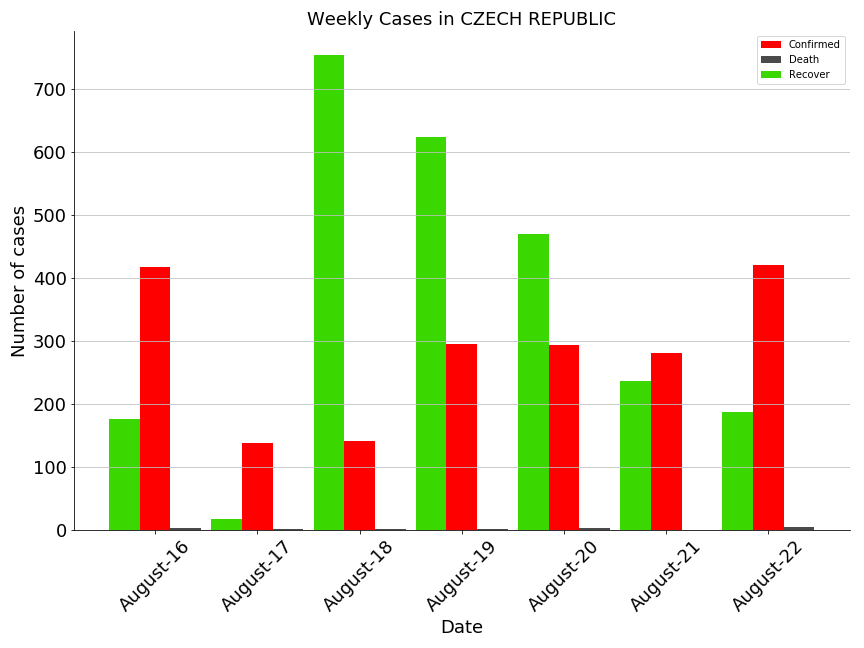 Weekly Cases in CZECH REPUBLIC
Confirmed
Death
Recover
Number of cases
700
600
500
400
300
200
100
0
August-16
August-17
August-18
August-19
August-20
August-21
August-22
Date